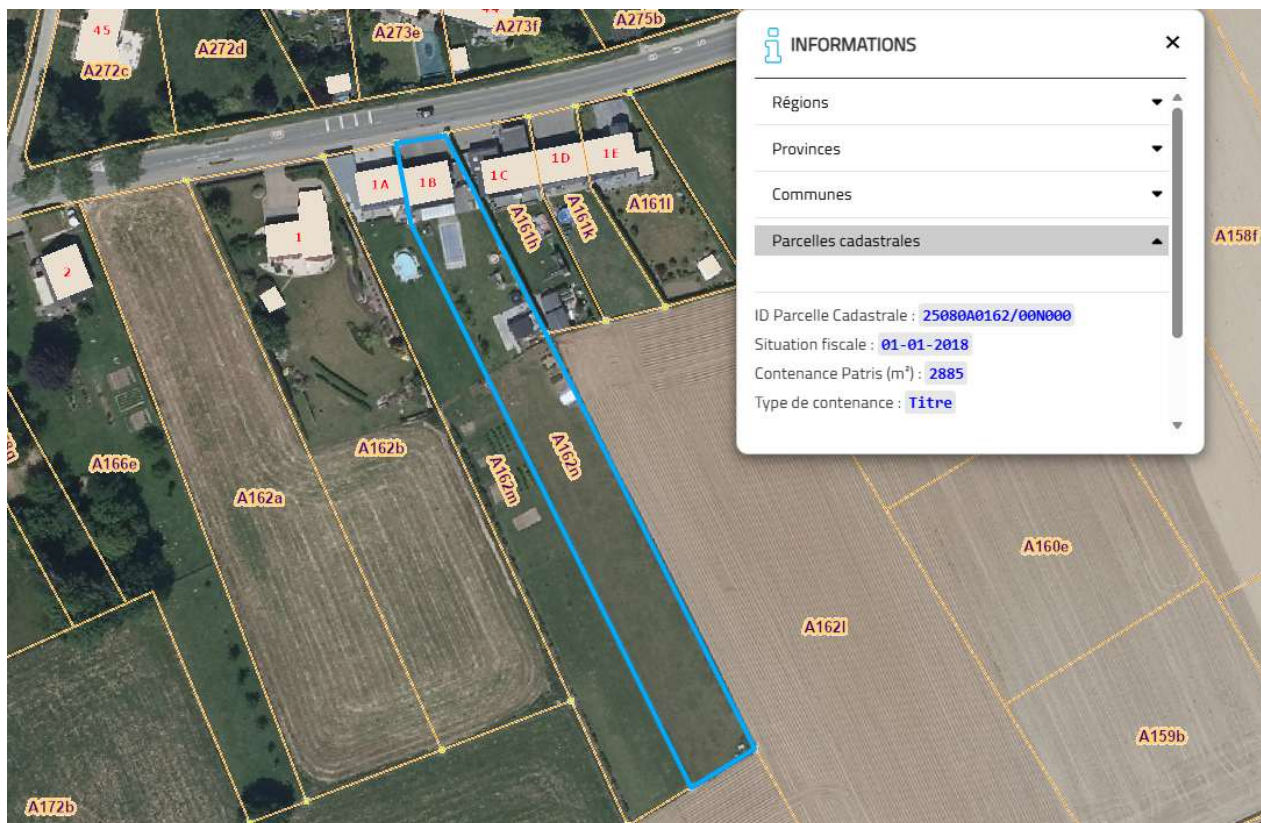 INFORMATIONS
Régions
Provinces
Communes
Parcelles cadastrales
ID Parcelle Cadastrale : 25080A0162/00N000
Situation fiscale : 01-01-2018
Contenance Patris (m²) : 2885
Type de contenance : Titre
45
A272c
A272d
A273e
A273f
A275b
1A
1B
1C
1D
1E
1
2
A161h
A161k
A161l
A158f
A166e
A162a
A162b
A162m
A162n
A162l
A160e
A159b
A172b